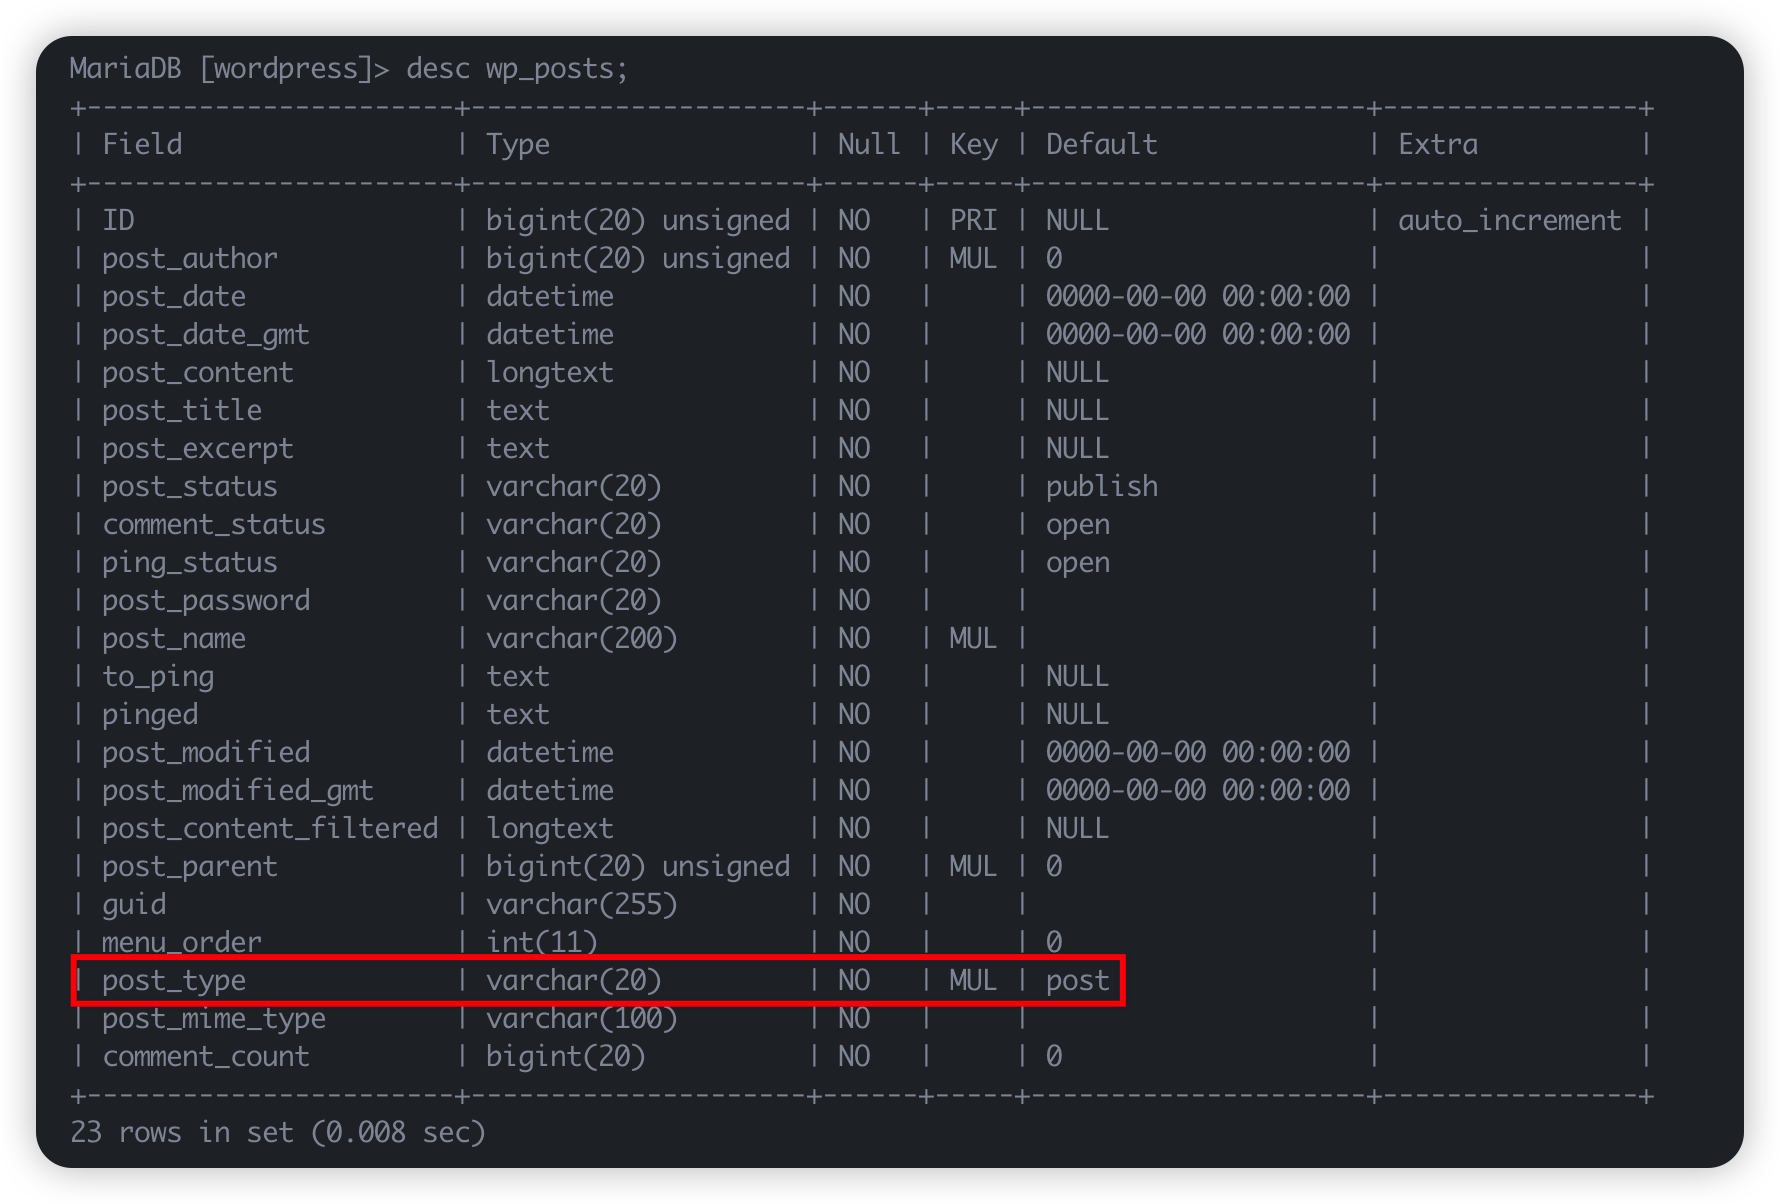 MariaDB [wordpress]> desc wp_posts;
+-----------------------+---------------------+------+-----+---------------------+----------------+
| Field                 | Type                | Null | Key | Default             | Extra          |
+-----------------------+---------------------+------+-----+---------------------+----------------+
| ID                    | bigint(20) unsigned | NO   | PRI | NULL                | auto_increment |
| post_author           | bigint(20) unsigned | NO   | MUL | 0                   |                |
| post_date             | datetime            | NO   |     | 0000-00-00 00:00:00 |                |
| post_date_gmt         | datetime            | NO   |     | 0000-00-00 00:00:00 |                |
| post_content          | longtext            | NO   |     | NULL                |                |
| post_title            | text                | NO   |     | NULL                |                |
| post_excerpt          | text                | NO   |     | NULL                |                |
| post_status           | varchar(20)         | NO   |     | publish             |                |
| comment_status        | varchar(20)         | NO   |     | open                |                |
| ping_status           | varchar(20)         | NO   |     | open                |                |
| post_password         | varchar(20)         | NO   |     |                     |                |
| post_name             | varchar(200)        | NO   | MUL |                     |                |
| to_ping               | text                | NO   |     | NULL                |                |
| pinged                | text                | NO   |     | NULL                |                |
| post_modified         | datetime            | NO   |     | 0000-00-00 00:00:00 |                |
| post_modified_gmt     | datetime            | NO   |     | 0000-00-00 00:00:00 |                |
| post_content_filtered | longtext            | NO   |     | NULL                |                |
| post_parent           | bigint(20) unsigned | NO   | MUL | 0                   |                |
| guid                  | varchar(255)        | NO   |     |                     |                |
| menu_order            | int(11)             | NO   |     | 0                   |                |
| post_type             | varchar(20)         | NO   | MUL | post                |                |
| post_mime_type        | varchar(100)        | NO   |     |                     |                |
| comment_count         | bigint(20)          | NO   |     | 0                   |                |
+-----------------------+---------------------+------+-----+---------------------+----------------+
23 rows in set (0.008 sec)